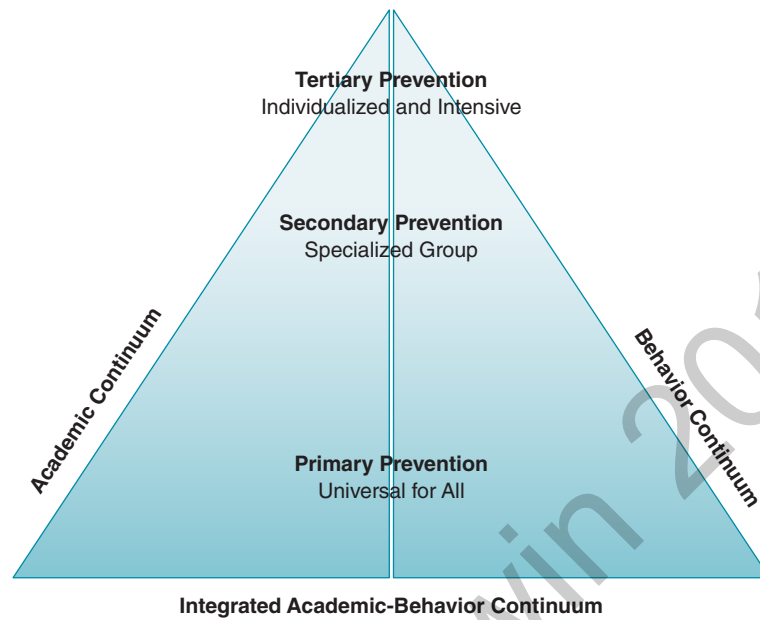 Tertiary Prevention
Individualized and Intensive
Secondary Prevention
Specialized Group
Academic Continuum
Behavior Continuum
Primary Prevention
Universal for All
Integrated Academic-Behavior Continuum